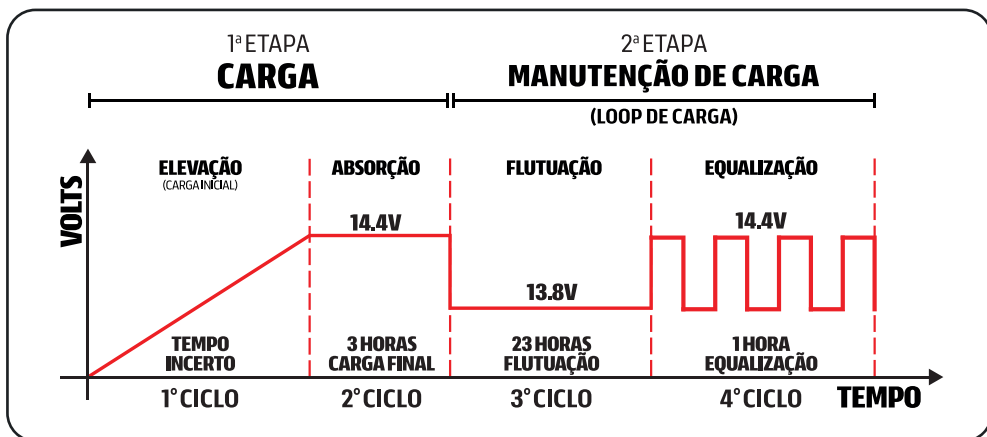 1ª ETAPA
CARGA
2ª ETAPA
MANUTENÇÃO DE CARGA
(LOOP DE CARGA)
VOLTS
ELEVAÇÃO
(CARGA INICIAL)
ABSORÇÃO
FLUTUAÇÃO
EQUALIZAÇÃO
14.4V
13.8V
14.4V
TEMPO
INCERTO
3 HORAS
CARGA FINAL
23 HORAS
FLUTUAÇÃO
1 HORA
EQUALIZAÇÃO
1° CICLO
2° CICLO
3° CICLO
4° CICLO
TEMPO